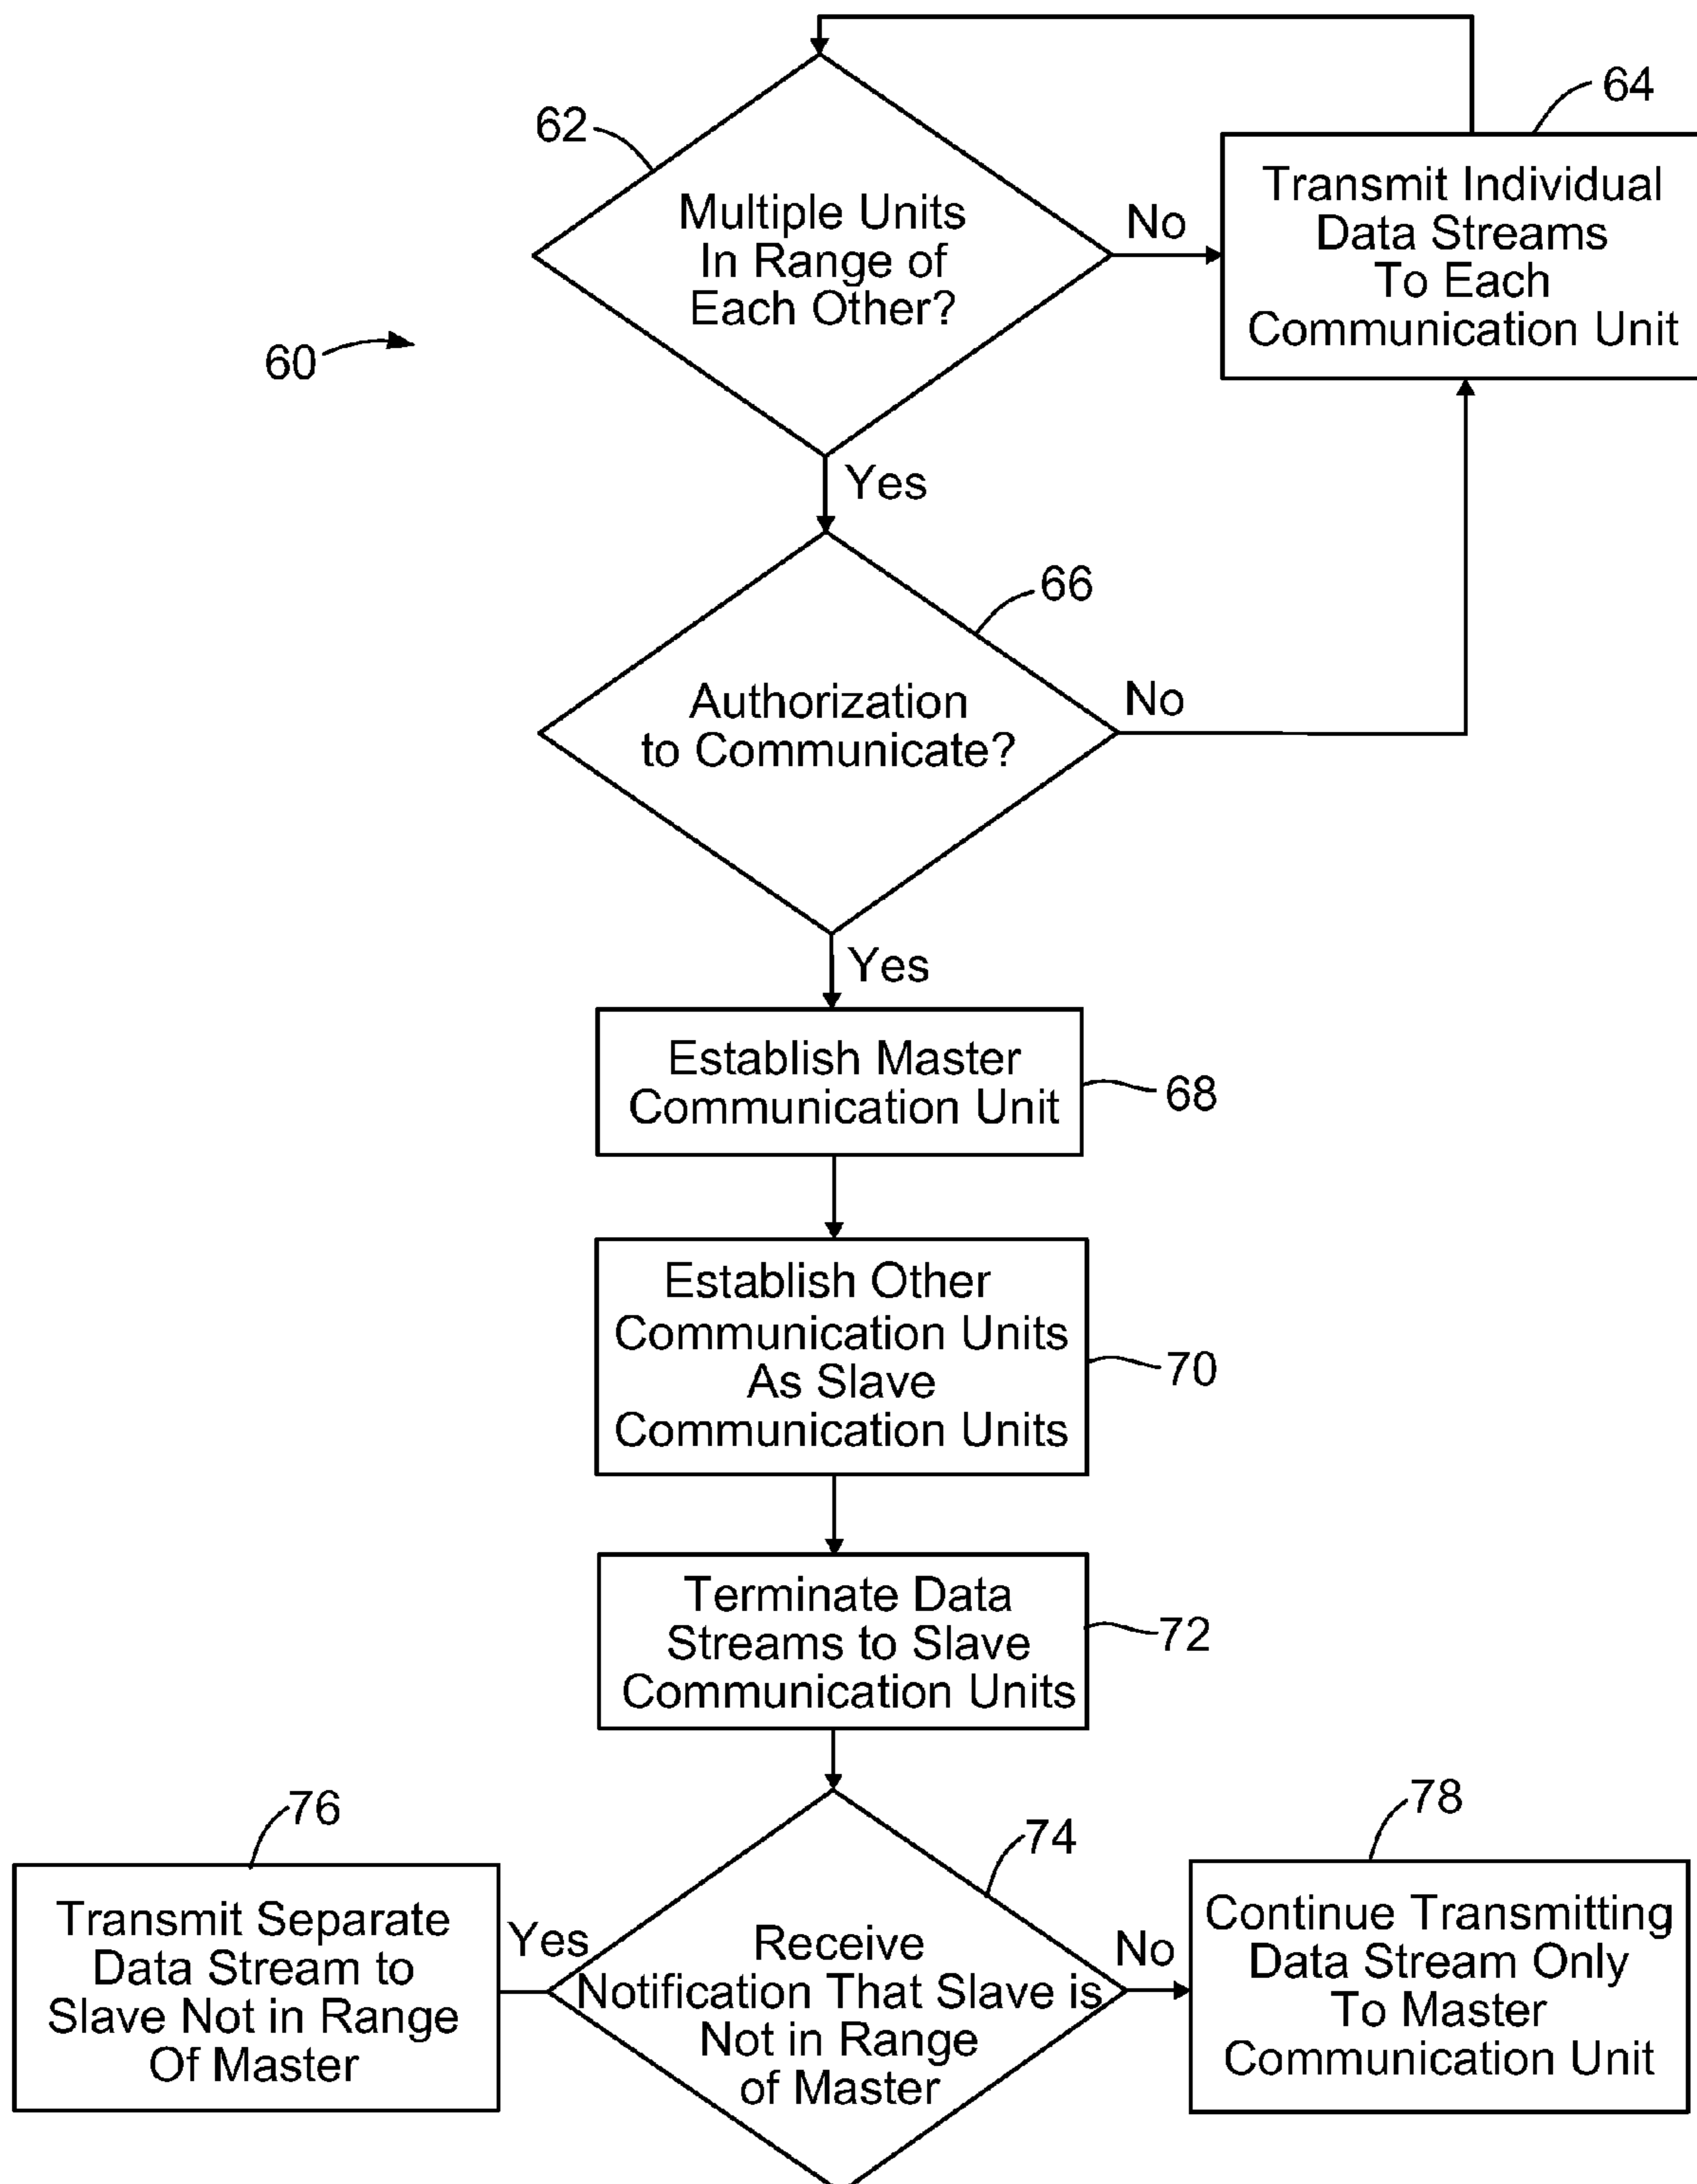 62
64
Multiple Units
In Range of
Each Other?
No
Transmit Individual
Data Streams
To Each
Communication Unit
60
Yes
66
Authorization
to Communicate?
No
Yes
Establish Master
Communication Unit
68
Establish Other
Communication Units
As Slave
Communication Units
70
Terminate Data
Streams to Slave
Communication Units
72
76
74
78
Transmit Separate
Data Stream to
Slave Not in Range
Of Master
Yes
Receive
Notification That Slave is
Not in Range
of Master
No
Continue Transmitting
Data Stream Only
To Master
Communication Unit